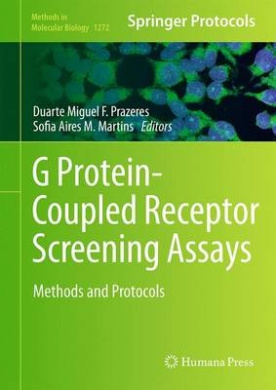 Methods in
Molecular Biology 1272
Springer Protocols
Duarte Miguel F. Prazeres
Sofia Aires M. Martins Editors
G Protein-
Coupled Receptor
Screening Assays
Methods and Protocols
Humana Press